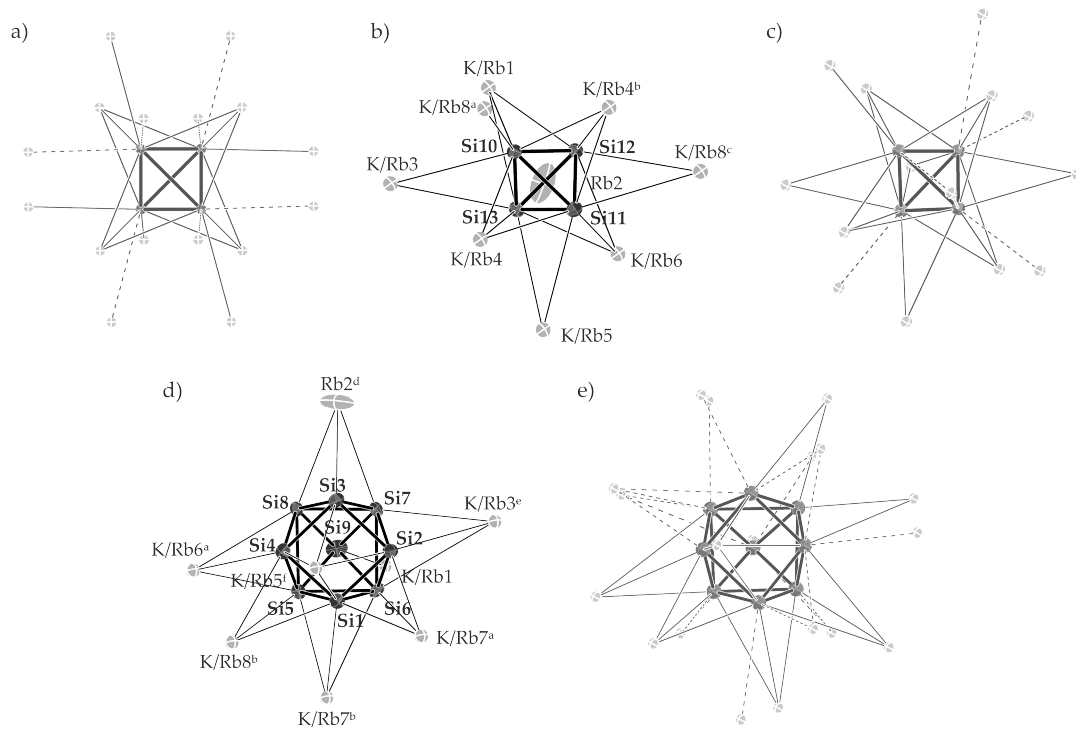 a)
b)
c)
K/Rb1
K/Rb8ᵃ
K/Rb4ᵇ
Si10
Si12
K/Rb3
K/Rb8ᶜ
Rb2
Si13
Si11
K/Rb4
K/Rb6
K/Rb5
d)
e)
Rb2ᵈ
Si3
Si8
Si7
K/Rb3ᵉ
Si9
Si4
Si2
K/Rb6ᵃ
K/Rb5ᶠ
K/Rb1
Si5
Si6
Si1
K/Rb7ᵃ
K/Rb8ᵇ
K/Rb7ᵇ